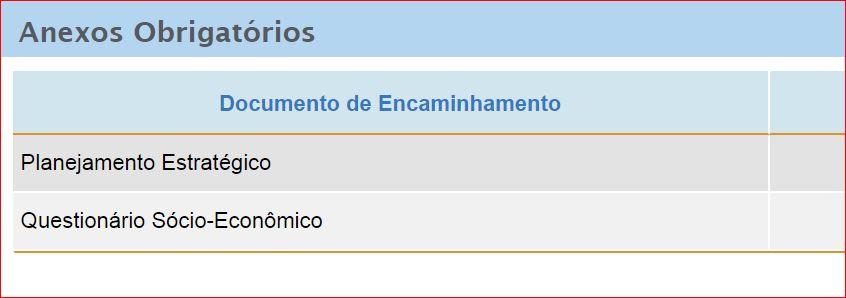 Anexos Obrigatórios
Documento de Encaminhamento
Planejamento Estratégico
Questionário Sócio-Econômico